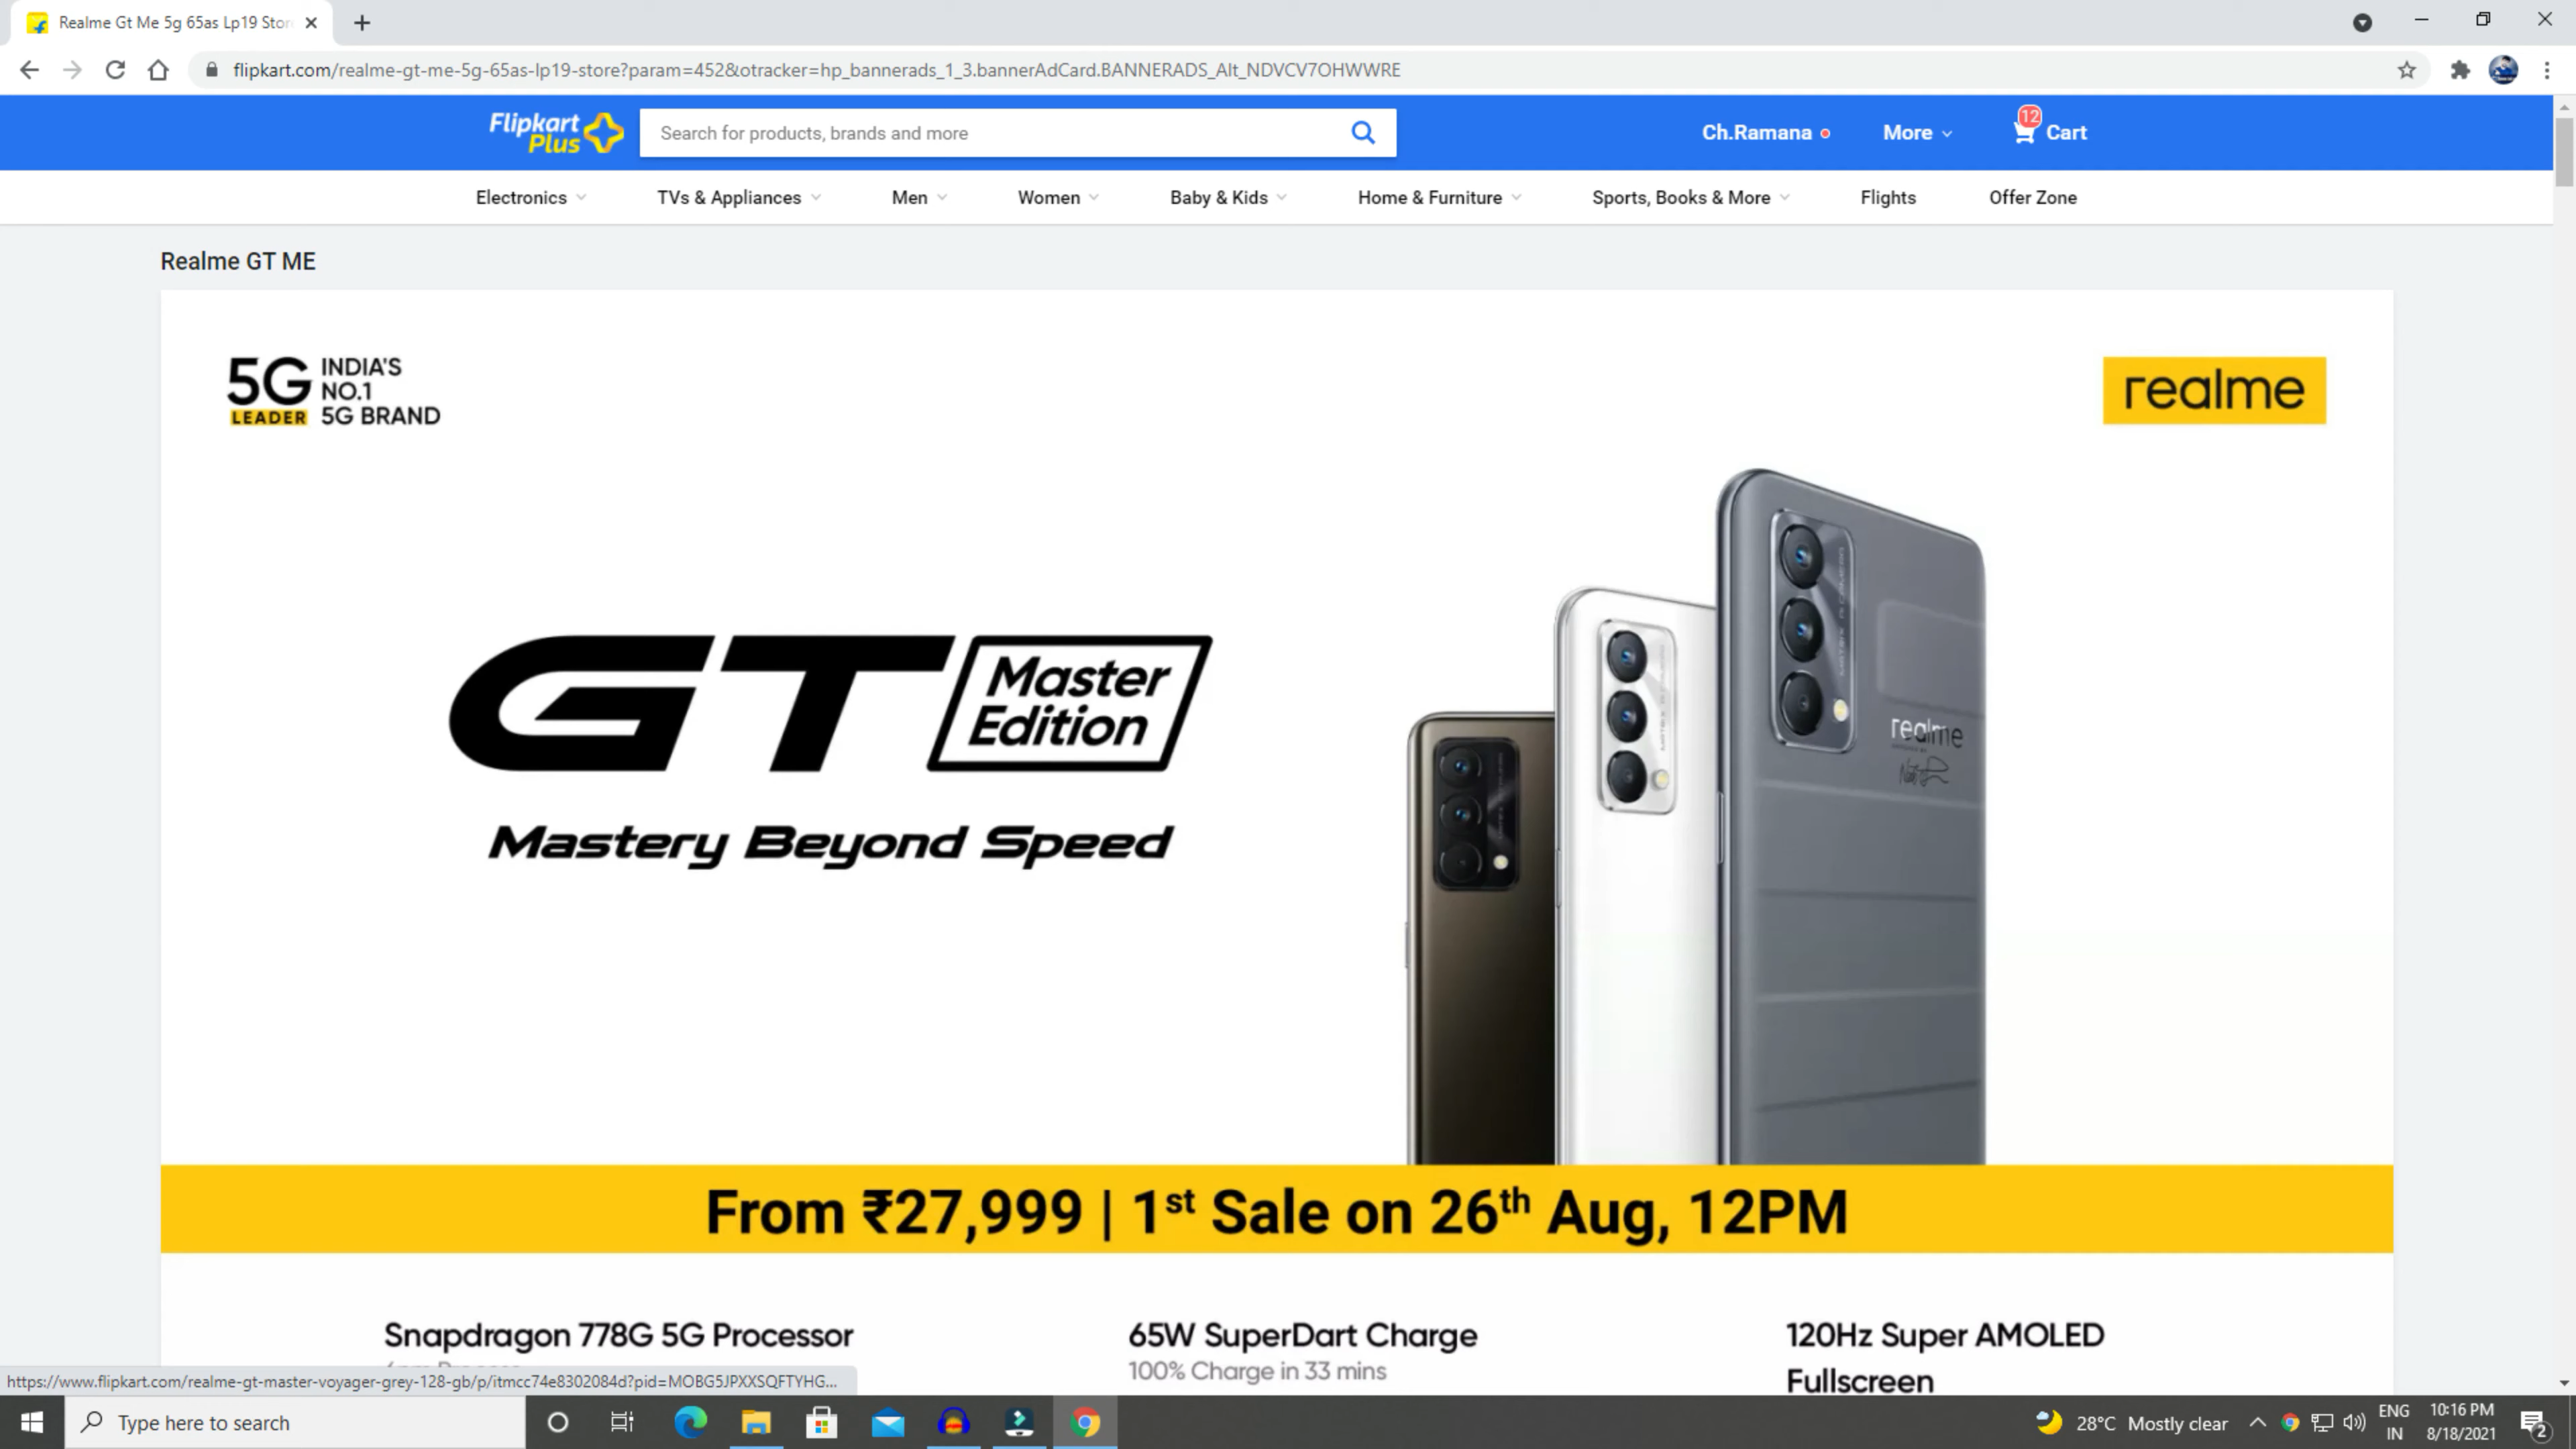 Realme Gt Me 5g 65as Lp19 Stor
flipkart.com/realme-gt-me-5g-65as-lp19-store?param=452&otracker=hp_bannerads_1_3.bannerAdCard.BANNERADS_Alt_NDVCV7OHWWRE
Flipkart
Plus
Search for products, brands and more
Ch.Ramana
More
12
Cart
Electronics
TVs & Appliances
Men
Women
Baby & Kids
Home & Furniture
Sports, Books & More
Flights
Offer Zone
Realme GT ME
5G
LEADER
INDIA'S
NO.1
5G BRAND
realme
GT
Master
Edition
Mastery Beyond Speed
realme
From ₹27,999 | 1st Sale on 26th Aug, 12PM
Snapdragon 778G 5G Processor
65W SuperDart Charge
100% Charge in 33 mins
120Hz Super AMOLED
Fullscreen
https://www.flipkart.com/realme-gt-master-voyager-grey-128-gb/p/itmcc74e8302084d?pid=MOBG5JPXXSQFTYHG...
Type here to search
28°C Mostly clear
ENG
IN
10:16 PM
8/18/2021
2